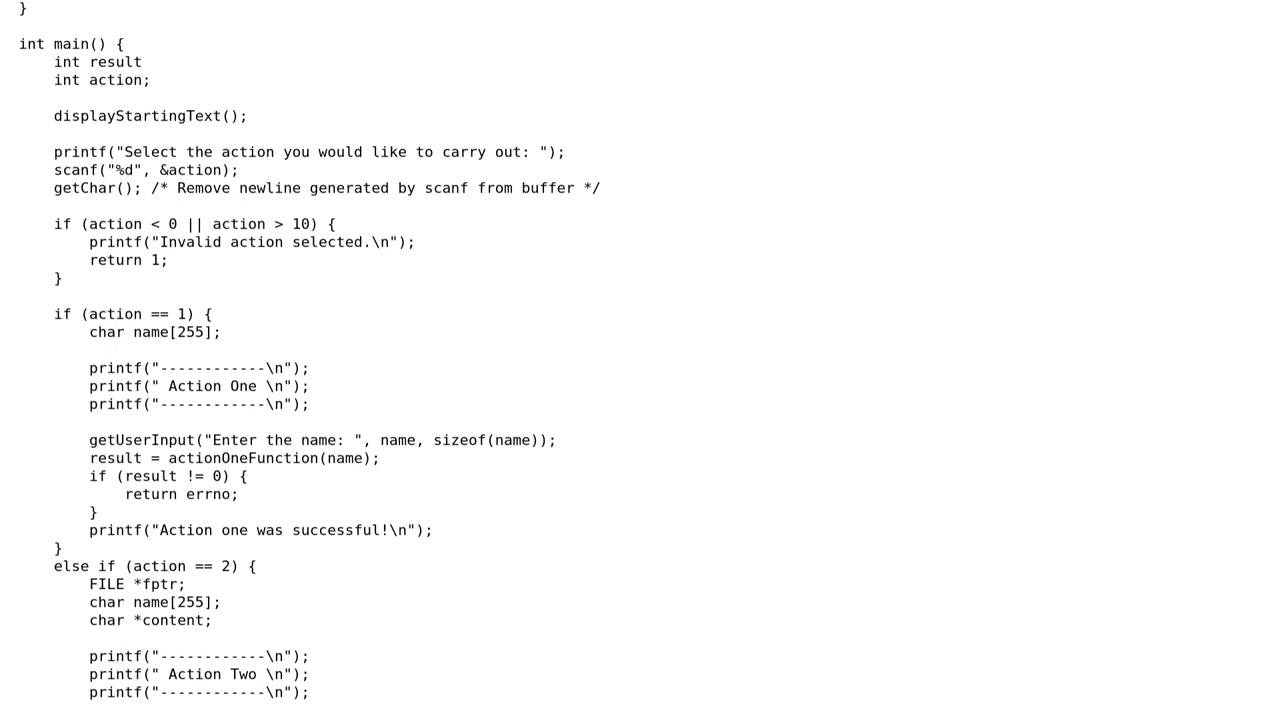 }
int main() {
    int result
    int action;
    displayStartingText();
    printf("Select the action you would like to carry out: ");
    scanf("%d", &action);
    getChar(); /* Remove newline generated by scanf from buffer */
    if (action < 0 || action > 10) {
        printf("Invalid action selected.\n");
        return 1;
    }
    if (action == 1) {
        char name[255];
        printf("------------\n");
        printf(" Action One \n");
        printf("------------\n");
        getUserInput("Enter the name: ", name, sizeof(name));
        result = actionOneFunction(name);
        if (result != 0) {
            return errno;
        }
        printf("Action one was successful!\n");
    }
    else if (action == 2) {
        FILE *fptr;
        char name[255];
        char *content;
        printf("------------\n");
        printf(" Action Two \n");
        printf("------------\n");